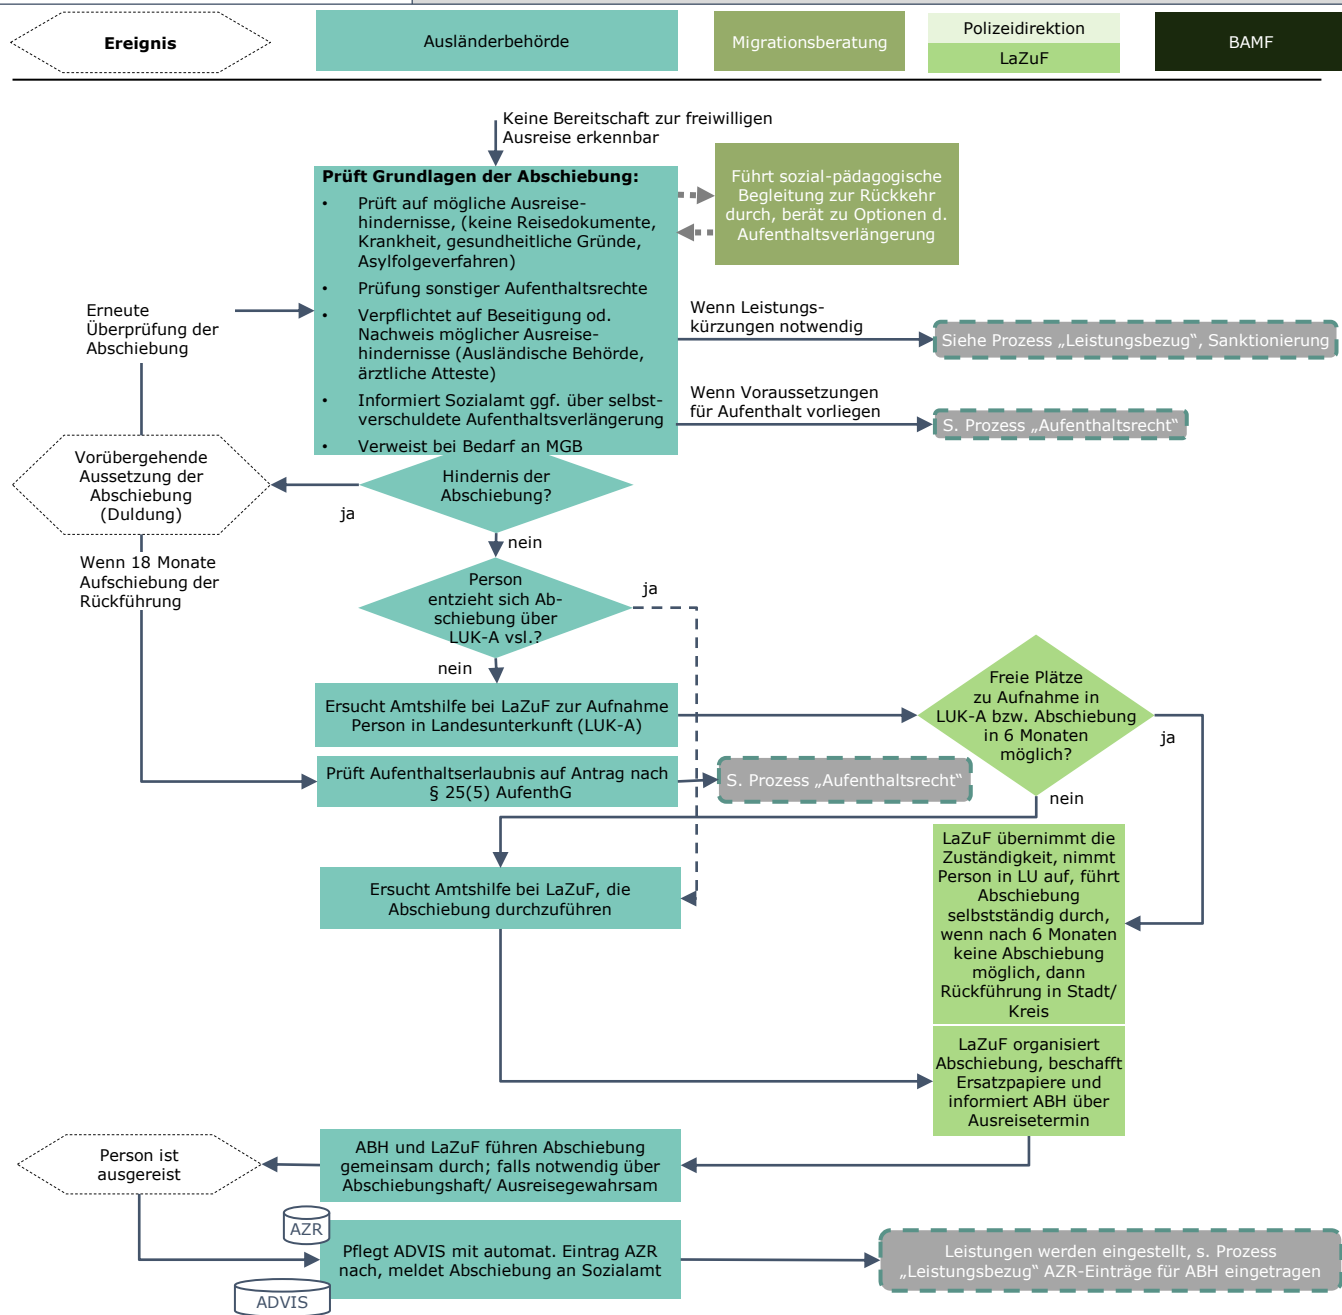 Ereignis
Ausländerbehörde
Migrationsberatung
Polizeidirektion
LaZuF
BAMF
Keine Bereitschaft zur freiwilligen
Ausreise erkennbar
Prüft Grundlagen der Abschiebung:
• Prüft auf mögliche Ausreise-
hindernisse, (keine Reisedokumente,
Krankheit, gesundheitliche Gründe,
Asylfolgeverfahren)
• Prüfung sonstiger Aufenthaltsrechte
• Verpflichtet auf Beseitigung od.
Nachweis möglicher Ausreise-
hindernisse (Ausländische Behörde,
ärztliche Atteste)
• Informiert Sozialamt ggf. über selbst-
verschuldete Aufenthaltsverlängerung
• Verweist bei Bedarf an MGB
Führt sozial-pädagogische
Begleitung zur Rückkehr
durch, berät zu Optionen d.
Aufenthaltsverlängerung
Erneute
Überprüfung der
Abschiebung
Wenn Leistungs-
kürzungen notwendig
Siehe Prozess „Leistungsbezug“, Sanktionierung
Wenn Voraussetzungen
für Aufenthalt vorliegen
S. Prozess „Aufenthaltsrecht“
Vorübergehende
Aussetzung der
Abschiebung
(Duldung)
ja
Hindernis der
Abschiebung?
nein
Wenn 18 Monate
Aufschiebung der
Rückführung
Person
entzieht sich Ab-
schiebung über
LUK-A vsl.?
ja
nein
Ersucht Amtshilfe bei LaZuF zur Aufnahme
Person in Landesunterkunft (LUK-A)
Freie Plätze
zu Aufnahme in
LUK-A bzw. Abschiebung
in 6 Monaten
möglich?
ja
nein
Prüft Aufenthaltserlaubnis auf Antrag nach
§ 25(5) AufenthG
S. Prozess „Aufenthaltsrecht“
LaZuF übernimmt die
Zuständigkeit, nimmt
Person in LU auf, führt
Abschiebung
selbstständig durch,
wenn nach 6 Monaten
keine Abschiebung
möglich, dann
Rückführung in Stadt/
Kreis
Ersucht Amtshilfe bei LaZuF, die
Abschiebung durchzuführen
LaZuF organisiert
Abschiebung, beschafft
Ersatzpapiere und
informiert ABH über
Ausreisetermin
Person ist
ausgereist
ABH und LaZuF führen Abschiebung
gemeinsam durch; falls notwendig über
Abschiebungshaft/ Ausreisegewahrsam
AZR
Pflegt ADVIS mit automat. Eintrag AZR
nach, meldet Abschiebung an Sozialamt
ADVIS
Leistungen werden eingestellt, s. Prozess
„Leistungsbezug“ AZR-Einträge für ABH eingetragen